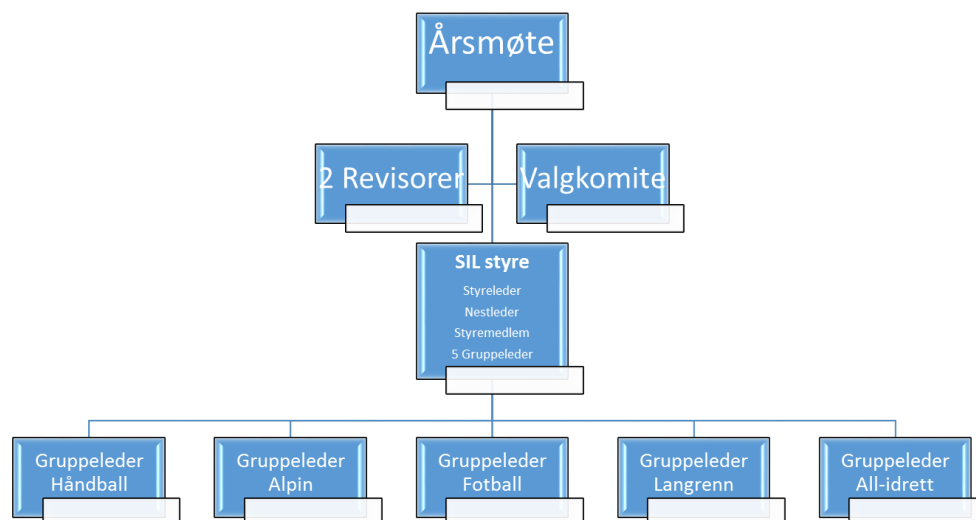 Årsmøte
2 Revisorer
Valgkomite
SIL styre
Styreleder
Nestleder
Styremedlem
5 Gruppeleder
Gruppeleder
Håndball
Gruppeleder
Alpin
Gruppeleder
Fotball
Gruppeleder
Langrenn
Gruppeleder
All-idrett